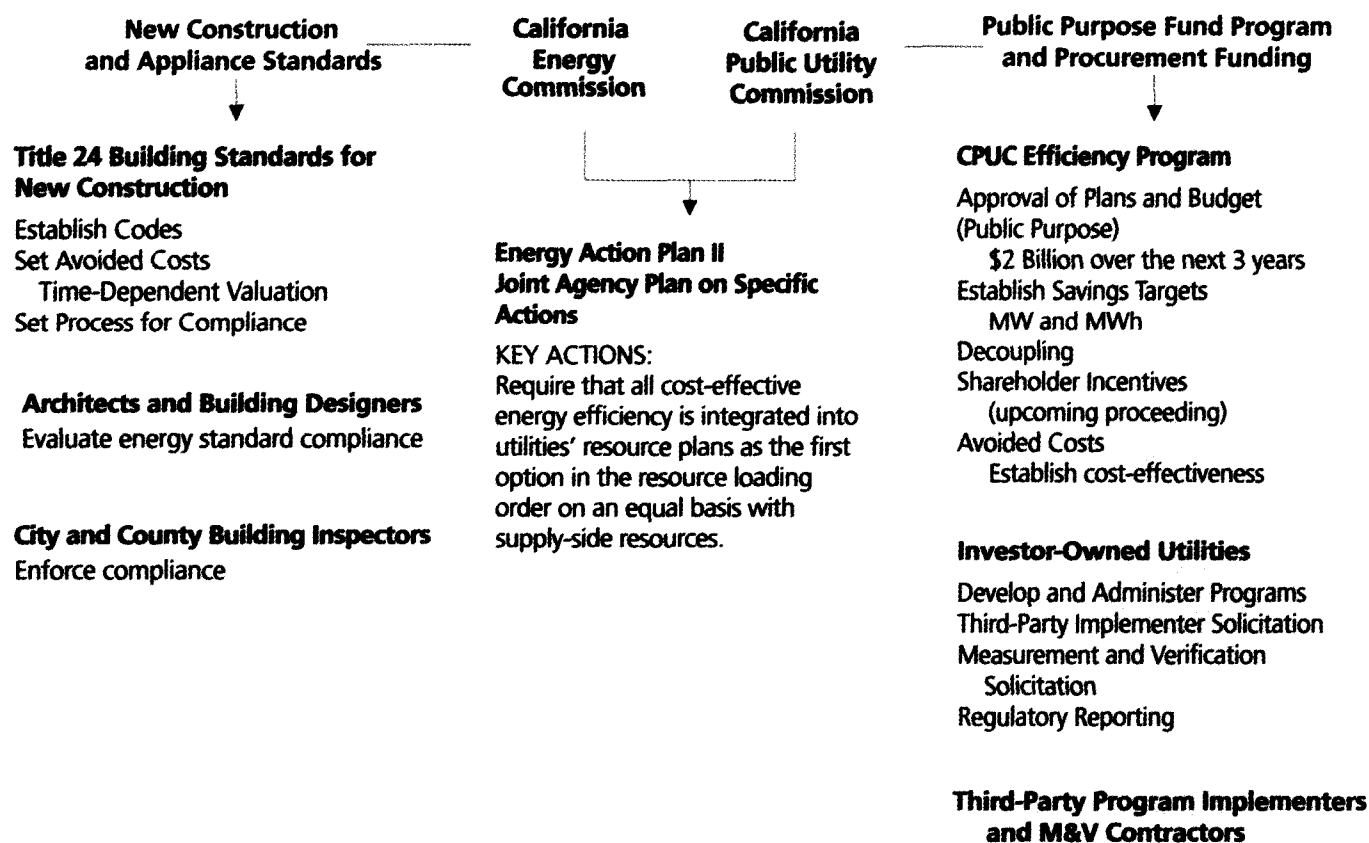 New Construction
and Appliance Standards
California
Energy
Commission
California
Public Utility
Commission
Public Purpose Fund Program
and Procurement Funding
Title 24 Building Standards for
New Construction
Establish Codes
Set Avoided Costs
Time-Dependent Valuation
Set Process for Compliance
Architects and Building Designers
Evaluate energy standard compliance
City and County Building Inspectors
Enforce compliance
Energy Action Plan II
Joint Agency Plan on Specific
Actions
KEY ACTIONS:
Require that all cost-effective
energy efficiency is integrated into
utilities' resource plans as the first
option in the resource loading
order on an equal basis with
supply-side resources.
CPUC Efficiency Program
Approval of Plans and Budget
(Public Purpose)
$2 Billion over the next 3 years
Establish Savings Targets
MW and MWh
Decoupling
Shareholder Incentives
(upcoming proceeding)
Avoided Costs
Establish cost-effectiveness
Investor-Owned Utilities
Develop and Administer Programs
Third-Party Implementer Solicitation
Measurement and Verification
Solicitation
Regulatory Reporting
Third-Party Program Implementers
and M&V Contractors